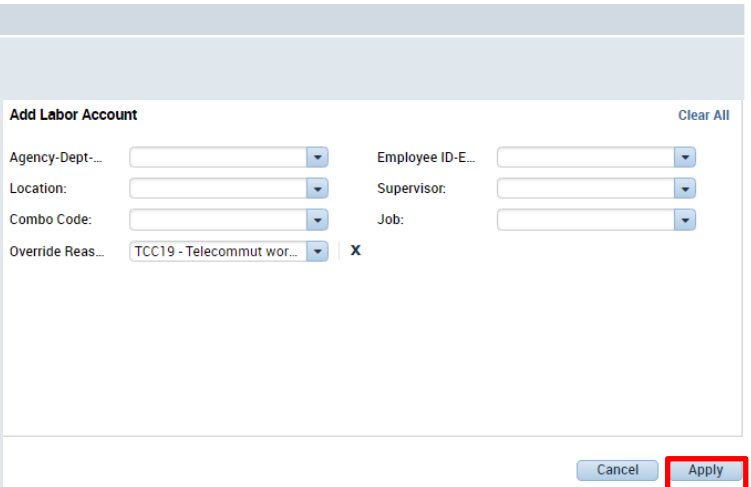 Add Labor Account Clear All
Agency-Dept-... Employee ID-E...
Location: Supervisor:
Combo Code: Job:
Override Reas... TCC19 - Telecommut wor... X
Cancel Apply